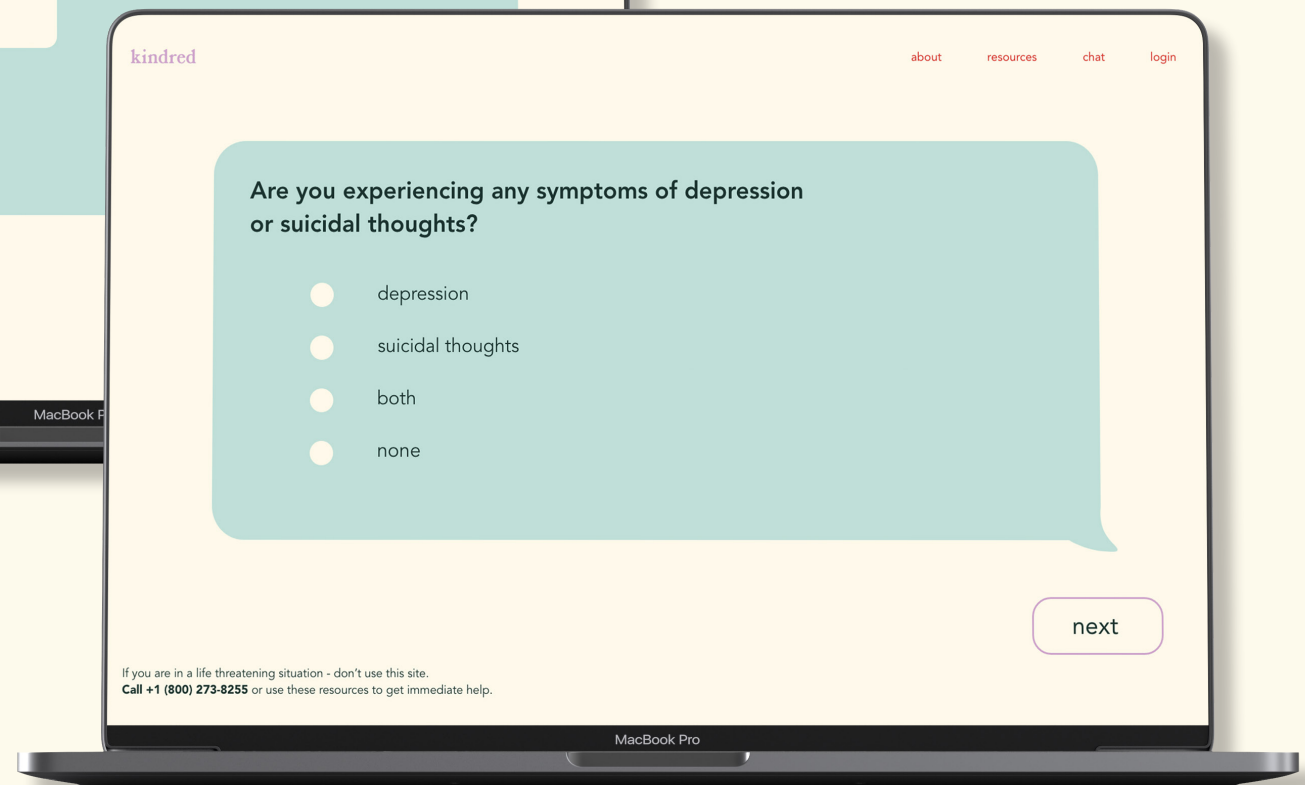 kindred
about resources chat login
Are you experiencing any symptoms of depression
or suicidal thoughts?
depression
suicidal thoughts
both
none
next
If you are in a life threatening situation - don't use this site.
Call +1 (800) 273-8255 or use these resources to get immediate help.
MacBook Pro
MacBook P